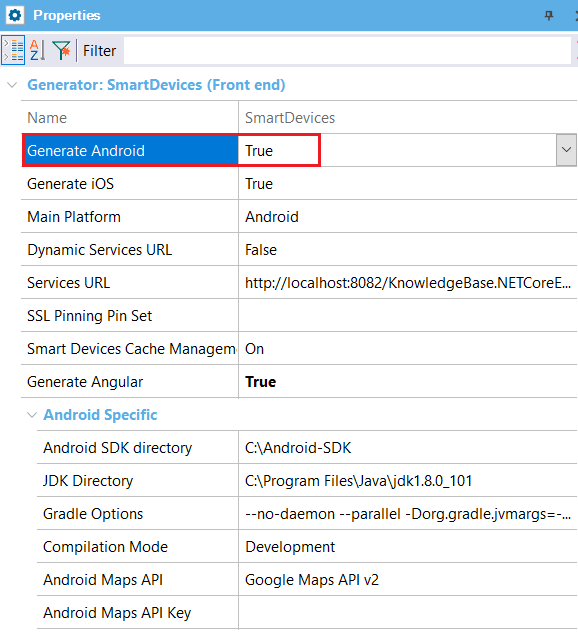 Properties
Filter
Generator: SmartDevices (Front end)
Name SmartDevices
Generate Android True
Generate iOS True
Main Platform Android
Dynamic Services URL False
Services URL http://localhost:8082/KnowledgeBase.NETCoreE...
SSL Pinning Pin Set
Smart Devices Cache Managem On
Generate Angular True
Android Specific
Android SDK directory C:\Android-SDK
JDK Directory C:\Program Files\Java\jdk1.8.0_101
Gradle Options --no-daemon --parallel -Dorg.gradle.jvmargs=-...
Compilation Mode Development
Android Maps API Google Maps API v2
Android Maps API Key